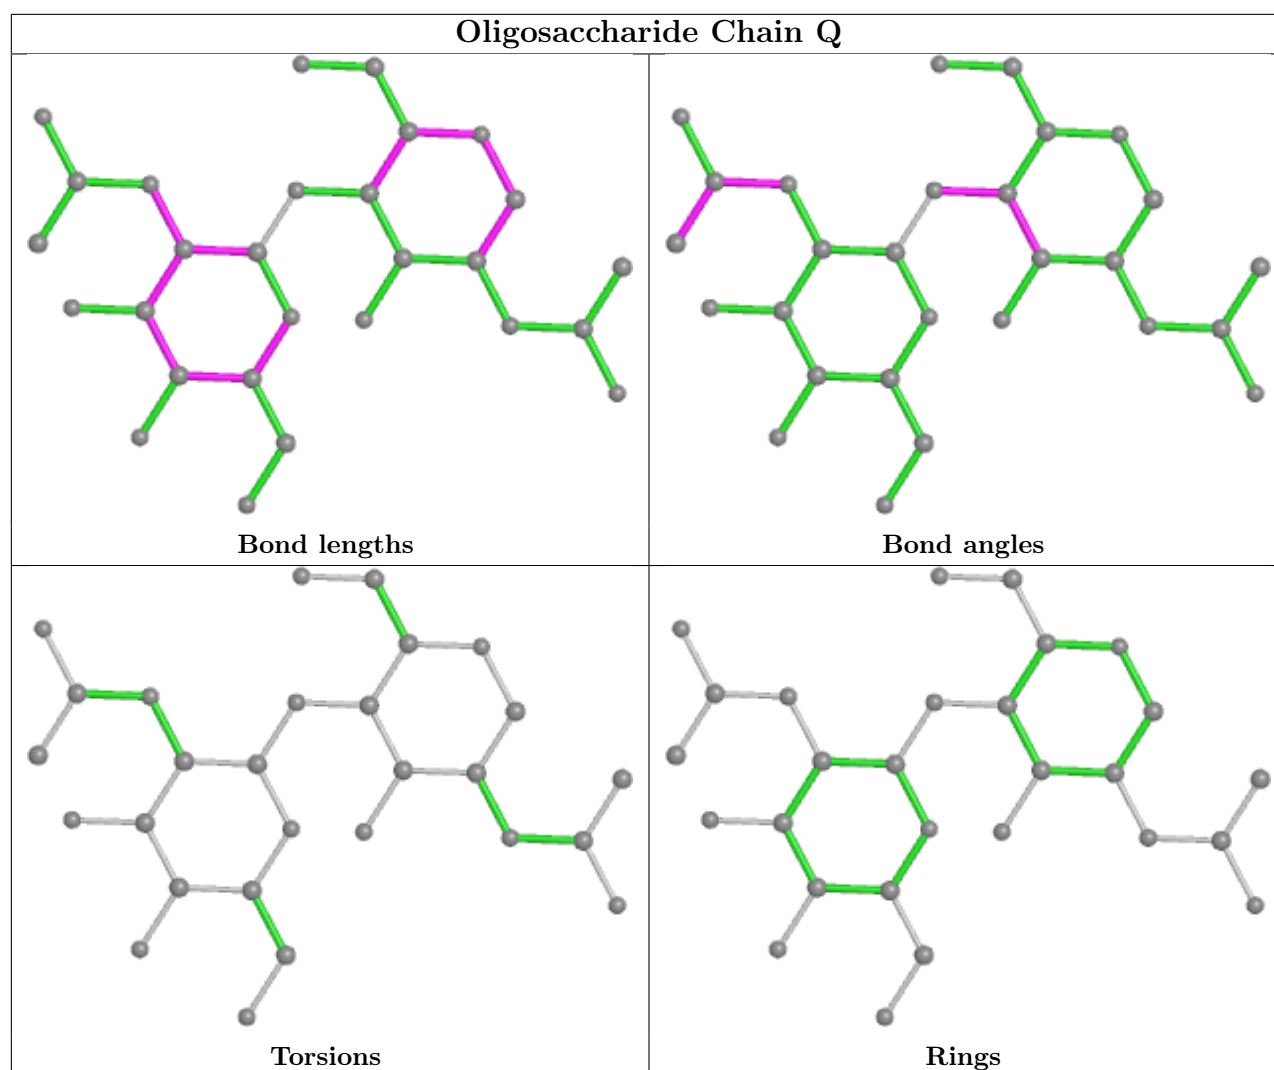 Oligosaccharide Chain Q
Bond lengths
Bond angles
Torsions
Rings